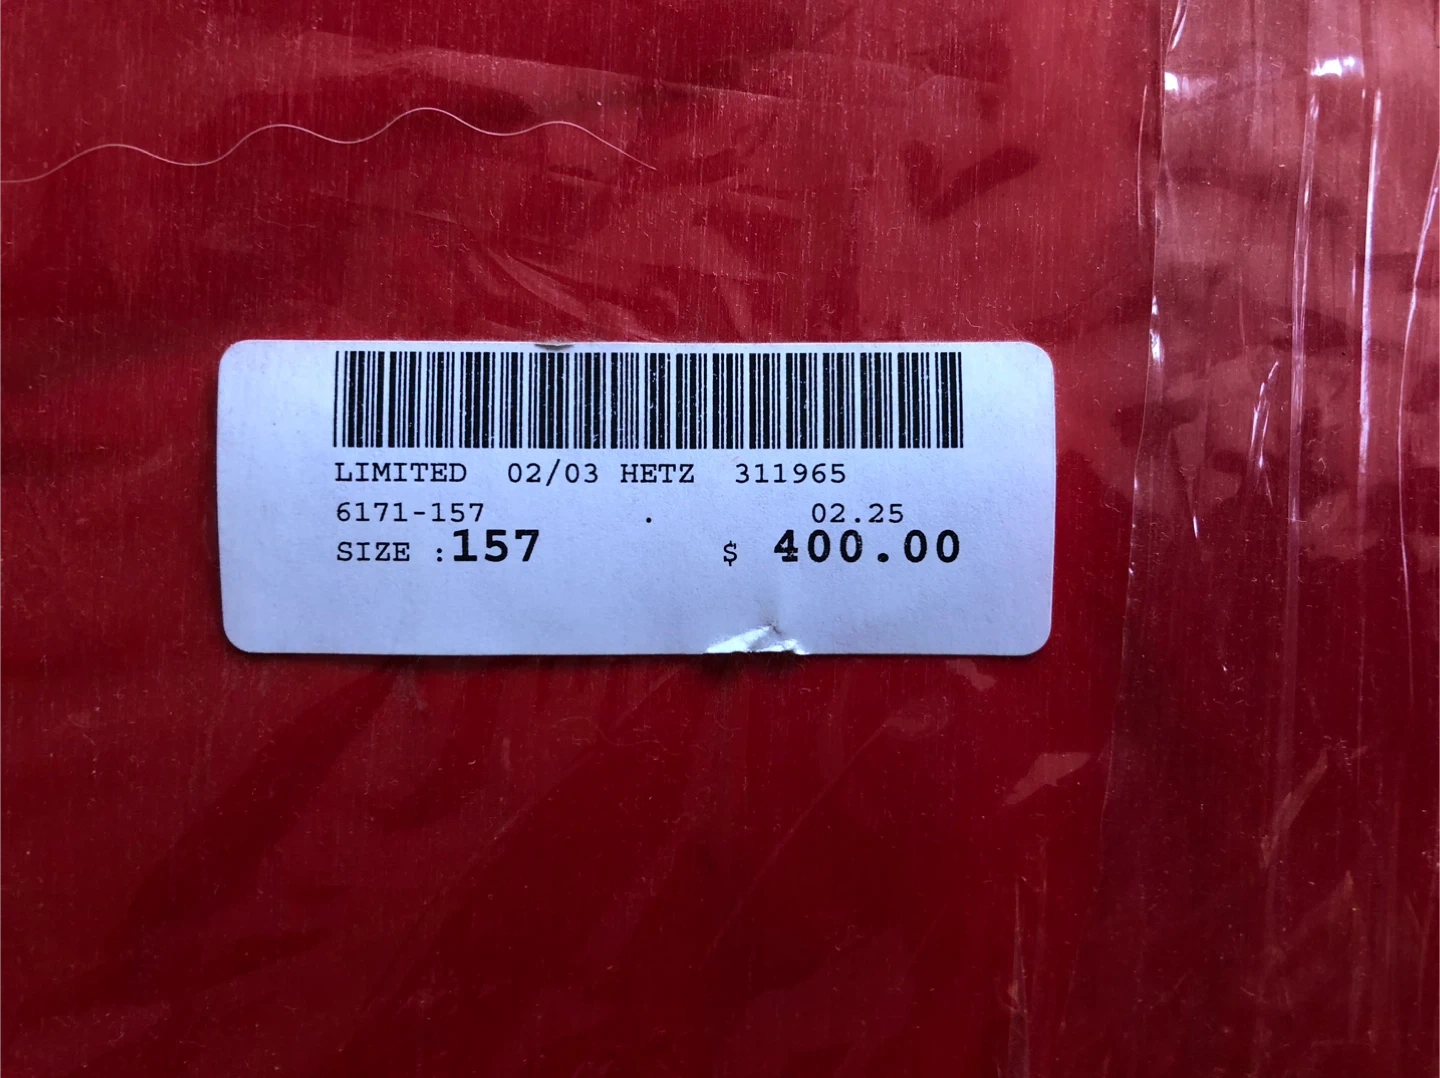 LIMITED 02/03 HETZ 311965
6171-157 . 02.25
SIZE :157 $ 400.00